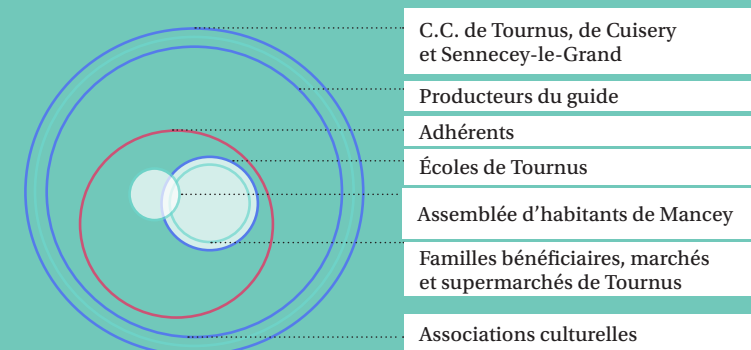 C.C. de Tournus, de Cuisery
et Sennecey-le-Grand
Producteurs du guide
Adhérents
Écoles de Tournus
Assemblée d’habitants de Mancey
Familles bénéficiaires, marchés
et supermarchés de Tournus
Associations culturelles